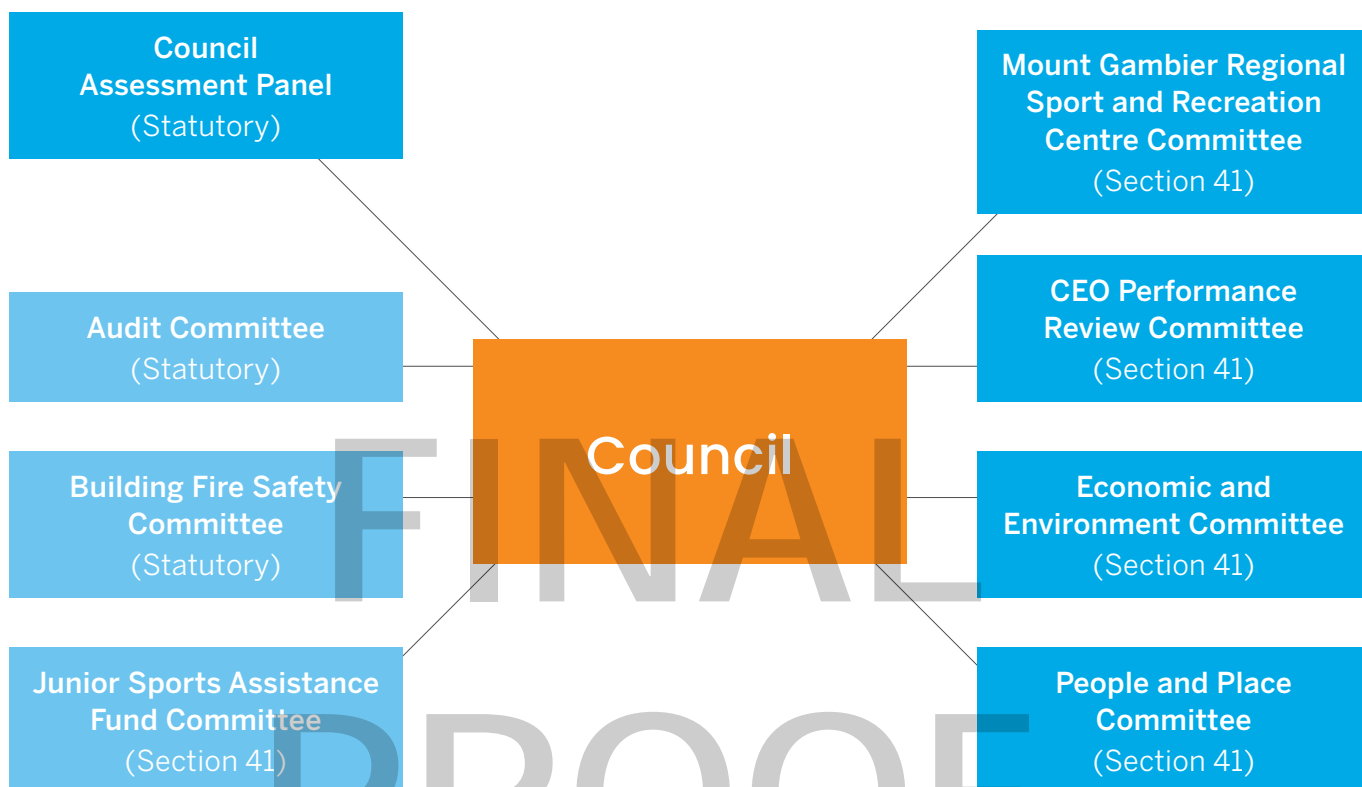 Council
Assessment Panel
(Statutory)
Mount Gambier Regional
Sport and Recreation
Centre Committee
(Section 41)
Audit Committee
(Statutory)
CEO Performance
Review Committee
(Section 41)
Council
Building Fire Safety
Committee
(Statutory)
Economic and
Environment Committee
(Section 41)
Junior Sports Assistance
Fund Committee
(Section 41)
People and Place
Committee
(Section 41)
FINAL
PROOF